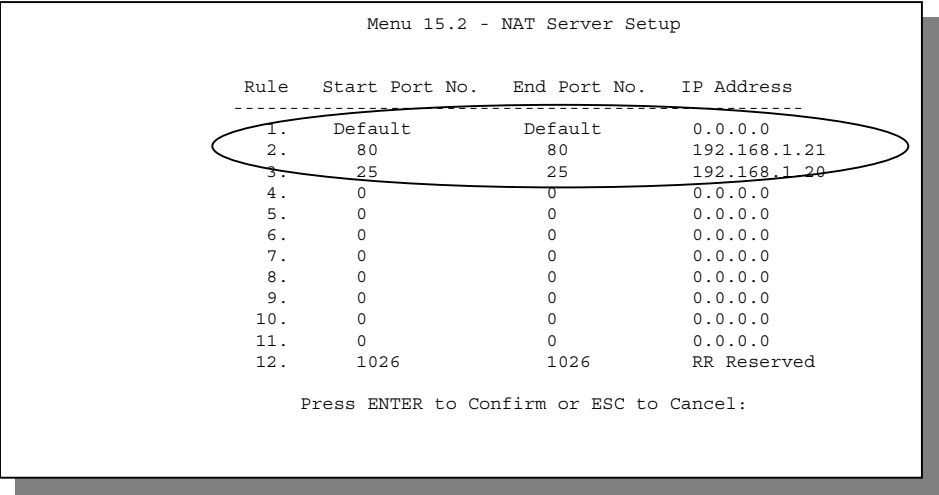 Menu 15.2 - NAT Server Setup
Rule Start Port No. End Port No. IP Address
---------------------------------------------------
1. Default Default 0.0.0.0
2. 80 80 192.168.1.21
3. 25 25 192.168.1.20
4. 0 0 0.0.0.0
5. 0 0 0.0.0.0
6. 0 0 0.0.0.0
7. 0 0 0.0.0.0
8. 0 0 0.0.0.0
9. 0 0 0.0.0.0
10. 0 0 0.0.0.0
11. 0 0 0.0.0.0
12. 1026 1026 RR Reserved
Press ENTER to Confirm or ESC to Cancel: